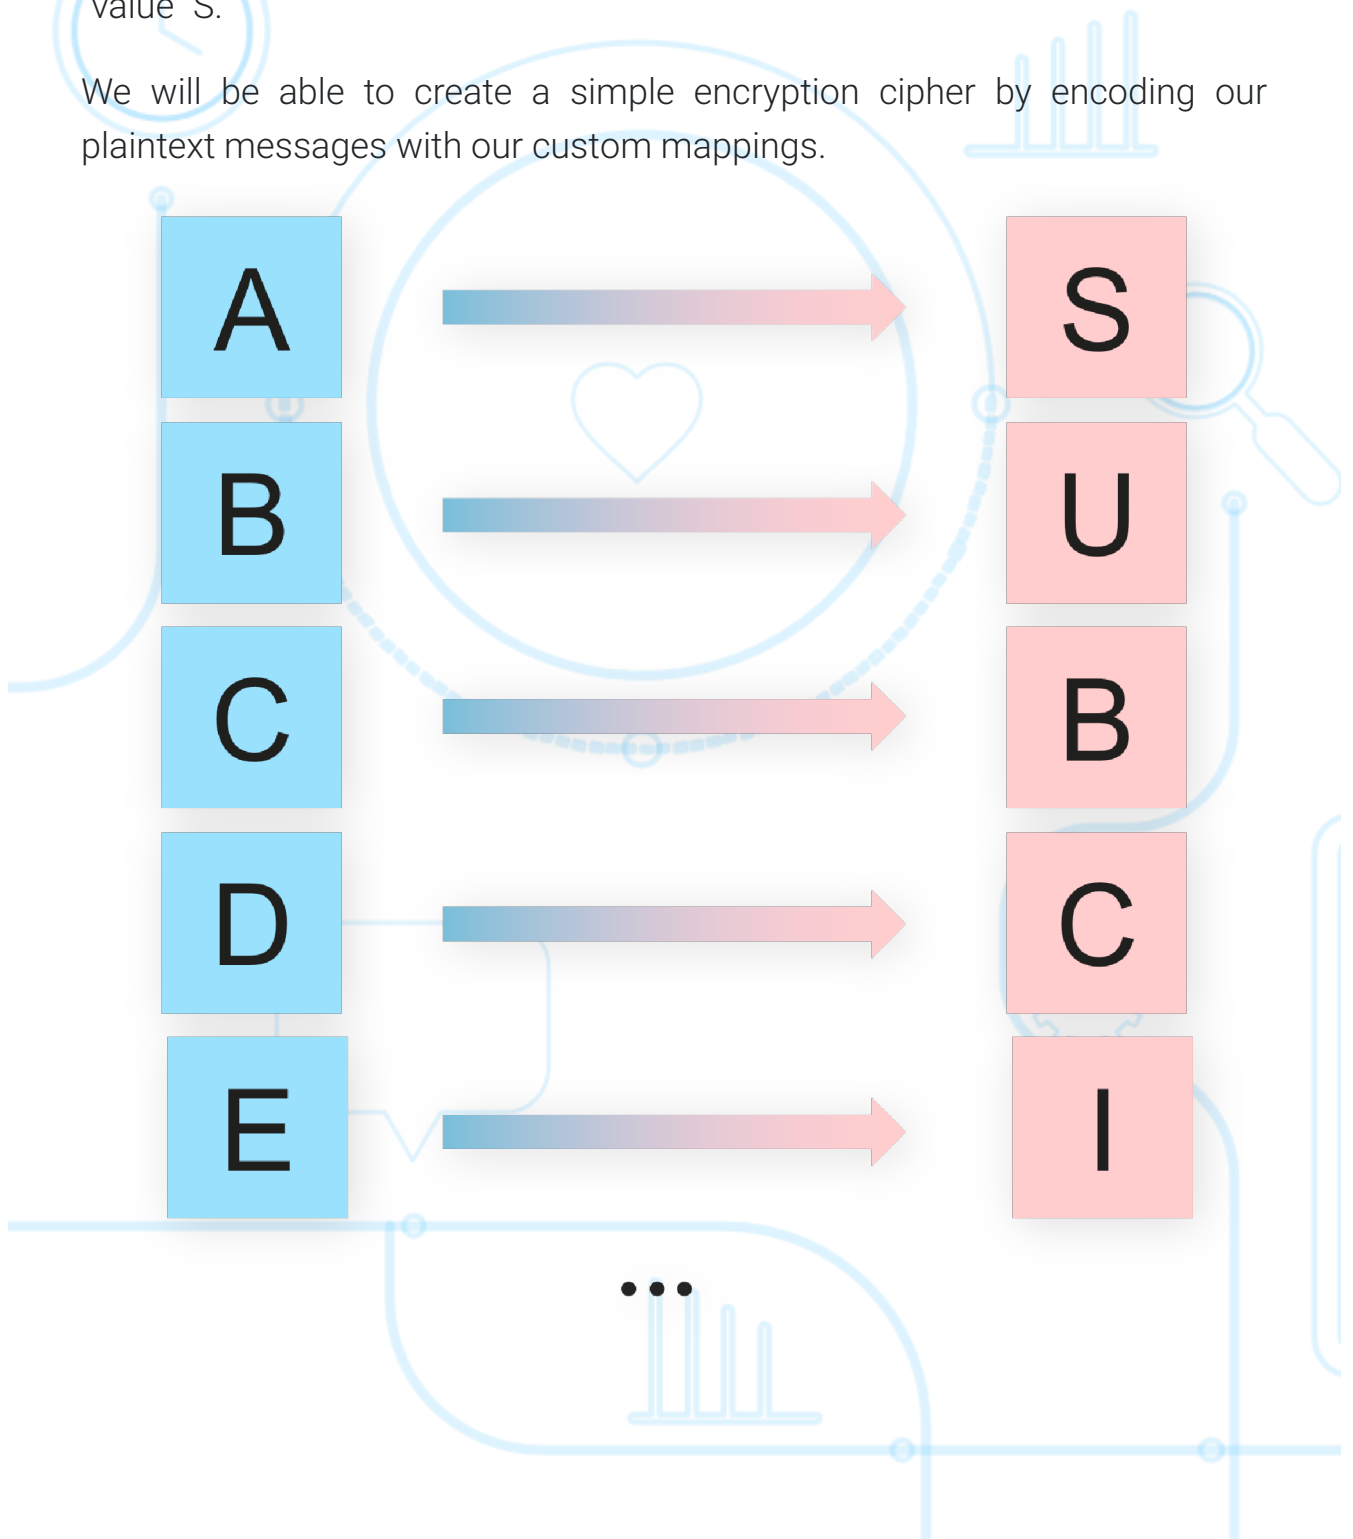 value S.
We will be able to create a simple encryption cipher by encoding our
plaintext messages with our custom mappings.
A S
B U
C B
D C
E I
...